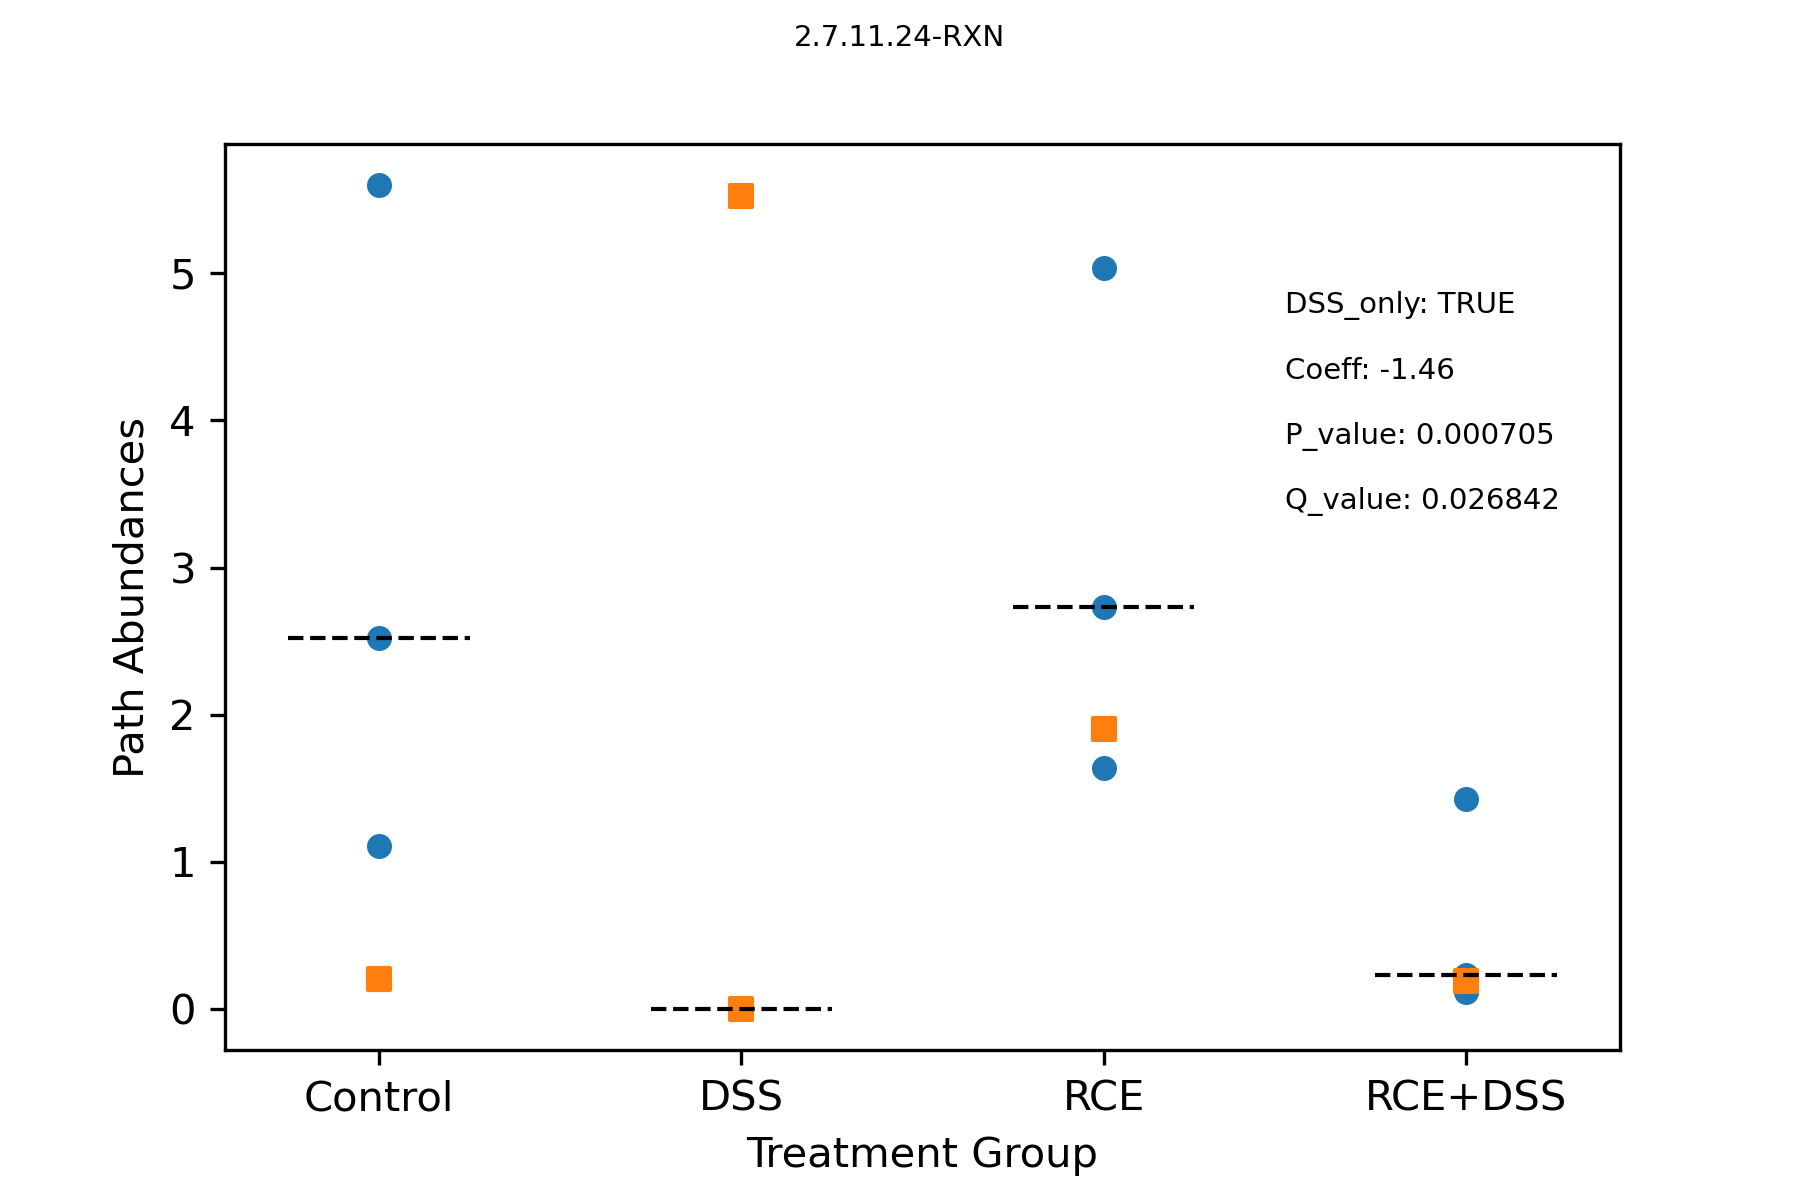 2.7.11.24-RXN
5
4
3
2
1
0
Path Abundances
DSS_only: TRUE
Coeff: -1.46
P_value: 0.000705
Q_value: 0.026842
Control DSS RCE RCE+DSS
Treatment Group